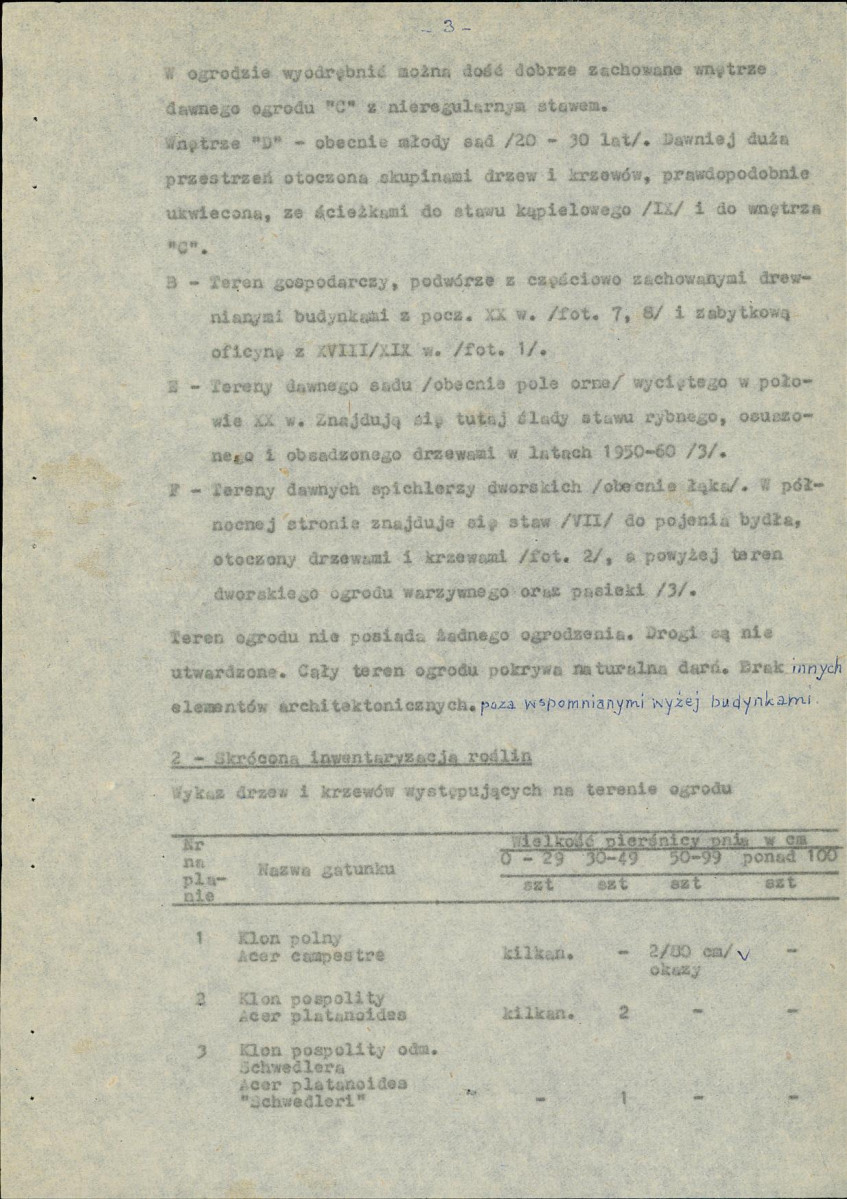 - 3 -
W ogrodzie wyodrębnić można dość dobrze zachowane wnętrze
dawnego ogrodu "C" z nieregularnym stawem.
Wnętrze "D" - obecnie młody sad /20 - 30 lat/. Dawniej duża
przestrzeń otoczona skupinami drzew i krzewów, prawdopodobnie
ukwiecona, ze ścieżkami do stawu kąpielowego /IX/ i do wnętrza
"C".
B - Teren gospodarczy, podwórze z częściowo zachowanymi drew-
nianymi budynkami z pocz. XX w. /fot. 7, 8/ i zabytkową
oficynę z XVIII/XIX w. /fot. 1/.
E - Tereny dawnego sadu /obecnie pole orne/ wyciętego w poło-
wie XX w. Znajdują się tutaj ślady stawu rybnego, osuszo-
nego i obsadzonego drzewami w latach 1950-60 /3/.
F - Tereny dawnych spichlerzy dworskich /obecnie łąka/. W pół-
nocnej stronie znajduje się staw /VII/ do pojenia bydła,
otoczony drzewami i krzewami /fot. 2/, a powyżej teren
dworskiego ogrodu warzywnego oraz pasieki /3/.
Teren ogrodu nie posiada żadnego ogrodzenia. Drogi są nie
utwardzone. Cały teren ogrodu pokrywa naturalna darń. Brak innych
elementów architektonicznych. poza wspomnianymi wyżej budynkami.
2 - Skrócona inwentaryzacja roślin
Wykaz drzew i krzewów występujących na terenie ogrodu
Nr na pla- nie Nazwa gatunku Wielkość pierśnicy pnia w cm
0 - 29 30-49 50-99 ponad 100
szt szt szt szt
1 Klon polny
Acer campestre kilkan. - 2/80 cm/ v -
okazy
2 Klon pospolity
Acer platanoides kilkan. 2 - -
3 Klon pospolity odm.
Schwedlera
Acer platanoides
"Schwedleri" - 1 - -